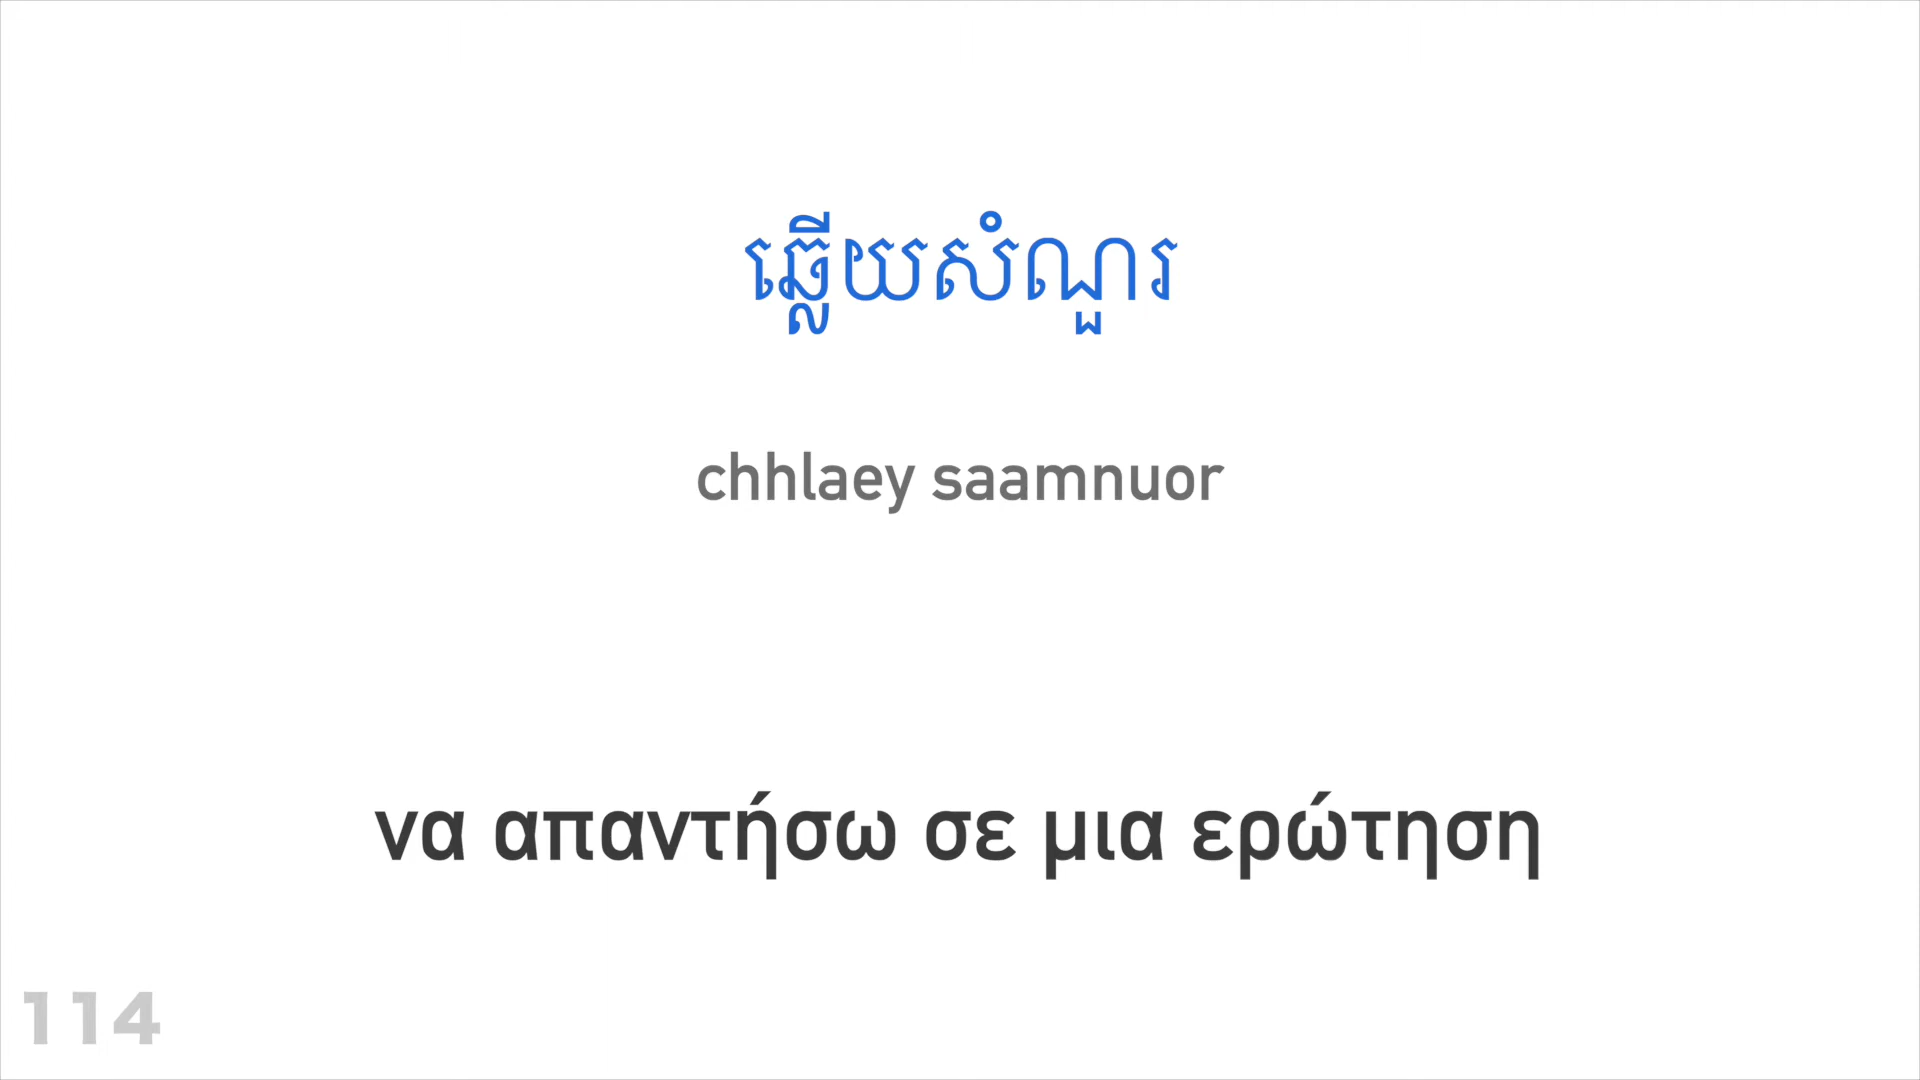 ឆ្លើយសំណួរ
chhlaey saamnuor
να απαντήσω σε μια ερώτηση
114